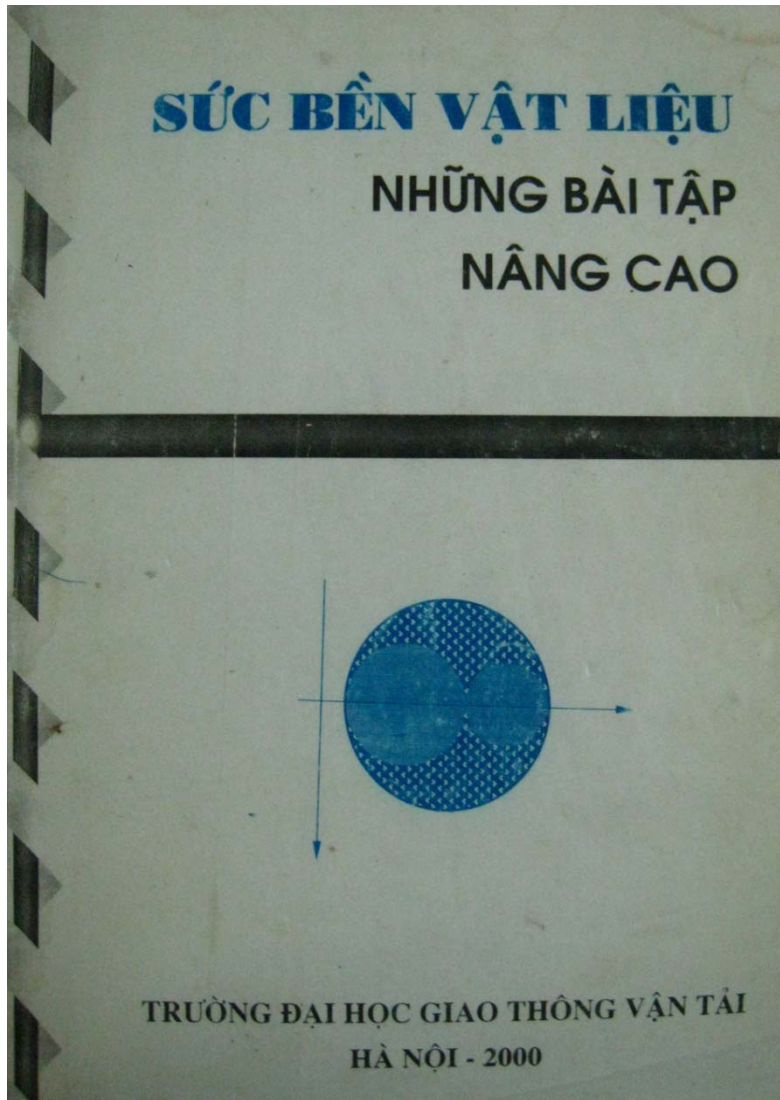 SỨC BỀN VẬT LIỆU
NHỮNG BÀI TẬP
NÂNG CAO
TRƯỜNG ĐẠI HỌC GIAO THÔNG VẬN TẢI
HÀ NỘI - 2000